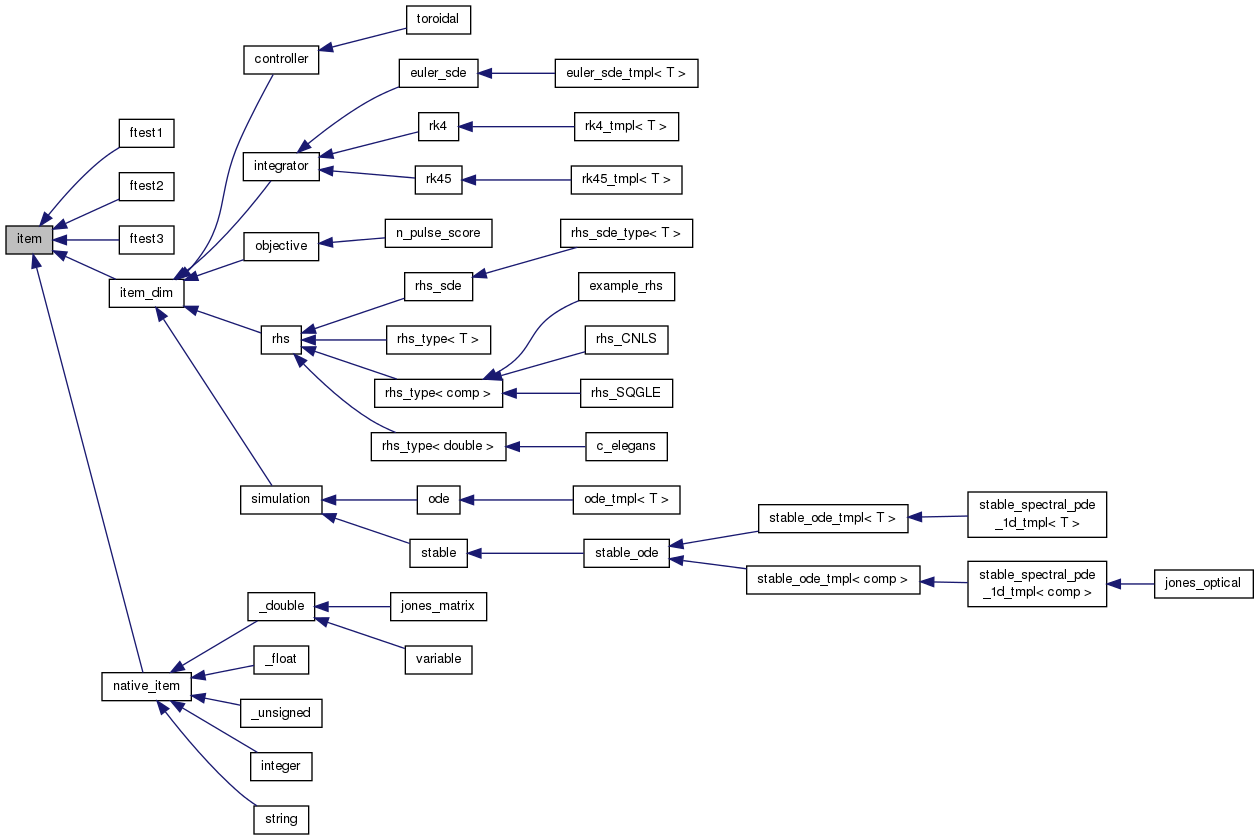 toroidal
controller
euler_sde
euler_sde_tmpl< T >
ftest1
rk4
rk4_tmpl< T >
integrator
ftest2
rk45
rk45_tmpl< T >
item
ftest3
objective
n_pulse_score
rhs_sde_type< T >
item_dim
rhs_sde
example_rhs
rhs
rhs_type< T >
rhs_CNLS
rhs_type< comp >
rhs_SQGLE
rhs_type< double >
c_elegans
simulation
ode
ode_tmpl< T >
stable_ode_tmpl< T >
stable_spectral_pde
_1d_tmpl< T >
stable
stable_ode
stable_ode_tmpl< comp >
stable_spectral_pde
_1d_tmpl< comp >
jones_optical
_double
jones_matrix
_float
variable
native_item
_unsigned
integer
string